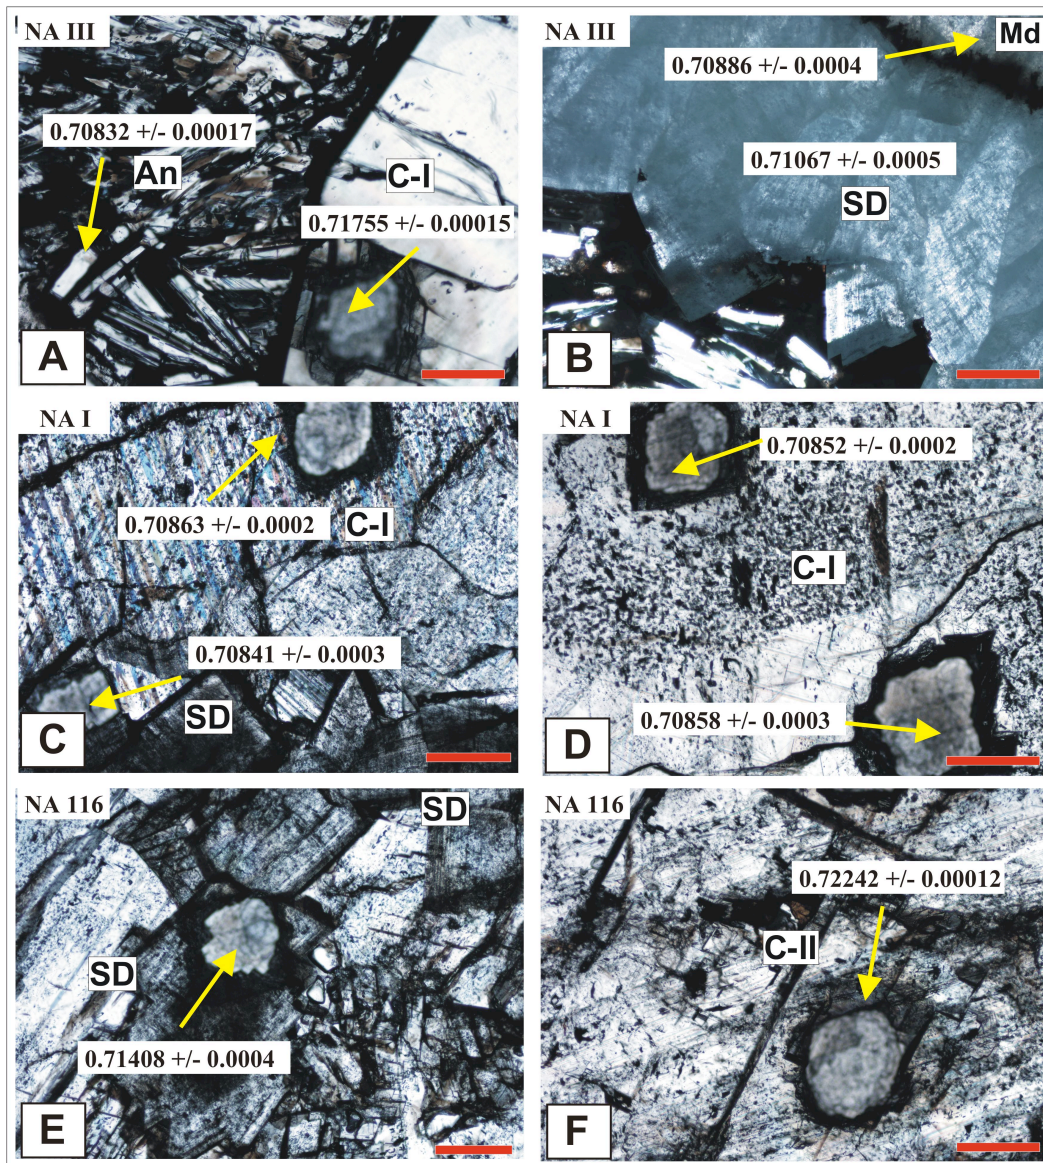 NA III
0.70832 +/- 0.00017
An
C-I
0.71755 +/- 0.00015
A
NA III
Md
0.70886 +/- 0.0004
0.71067 +/- 0.0005
SD
B
NA I
0.70863 +/- 0.0002
C-I
0.70841 +/- 0.0003
SD
C
NA I
0.70852 +/- 0.0002
C-I
0.70858 +/- 0.0003
D
NA 116
SD
SD
0.71408 +/- 0.0004
E
NA 116
0.72242 +/- 0.00012
C-II
F